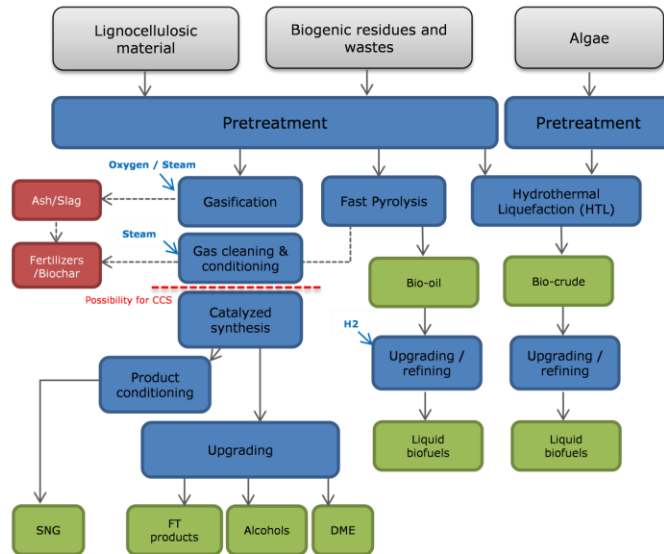 Lignocellulosic
material
Biogenic residues and
wastes
Algae
Pretreatment
Pretreatment
Oxygen / Steam
Ash/Slag
Gasification
Fast Pyrolysis
Hydrothermal
Liquefaction (HTL)
Steam
Fertilizers
/Biochar
Gas cleaning &
conditioning
Bio-oil
Bio-crude
Possibility for CCS
Catalyzed
synthesis
H2
Upgrading /
refining
Upgrading /
refining
Product
conditioning
Upgrading
Liquid
biofuels
Liquid
biofuels
SNG
FT
products
Alcohols
DME